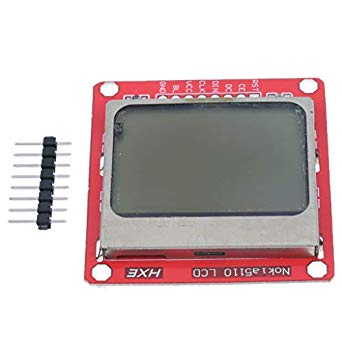 RST
CE
DC
DIN
CLK
VCC
BL
GND
Nokia5110 LCD
HXE